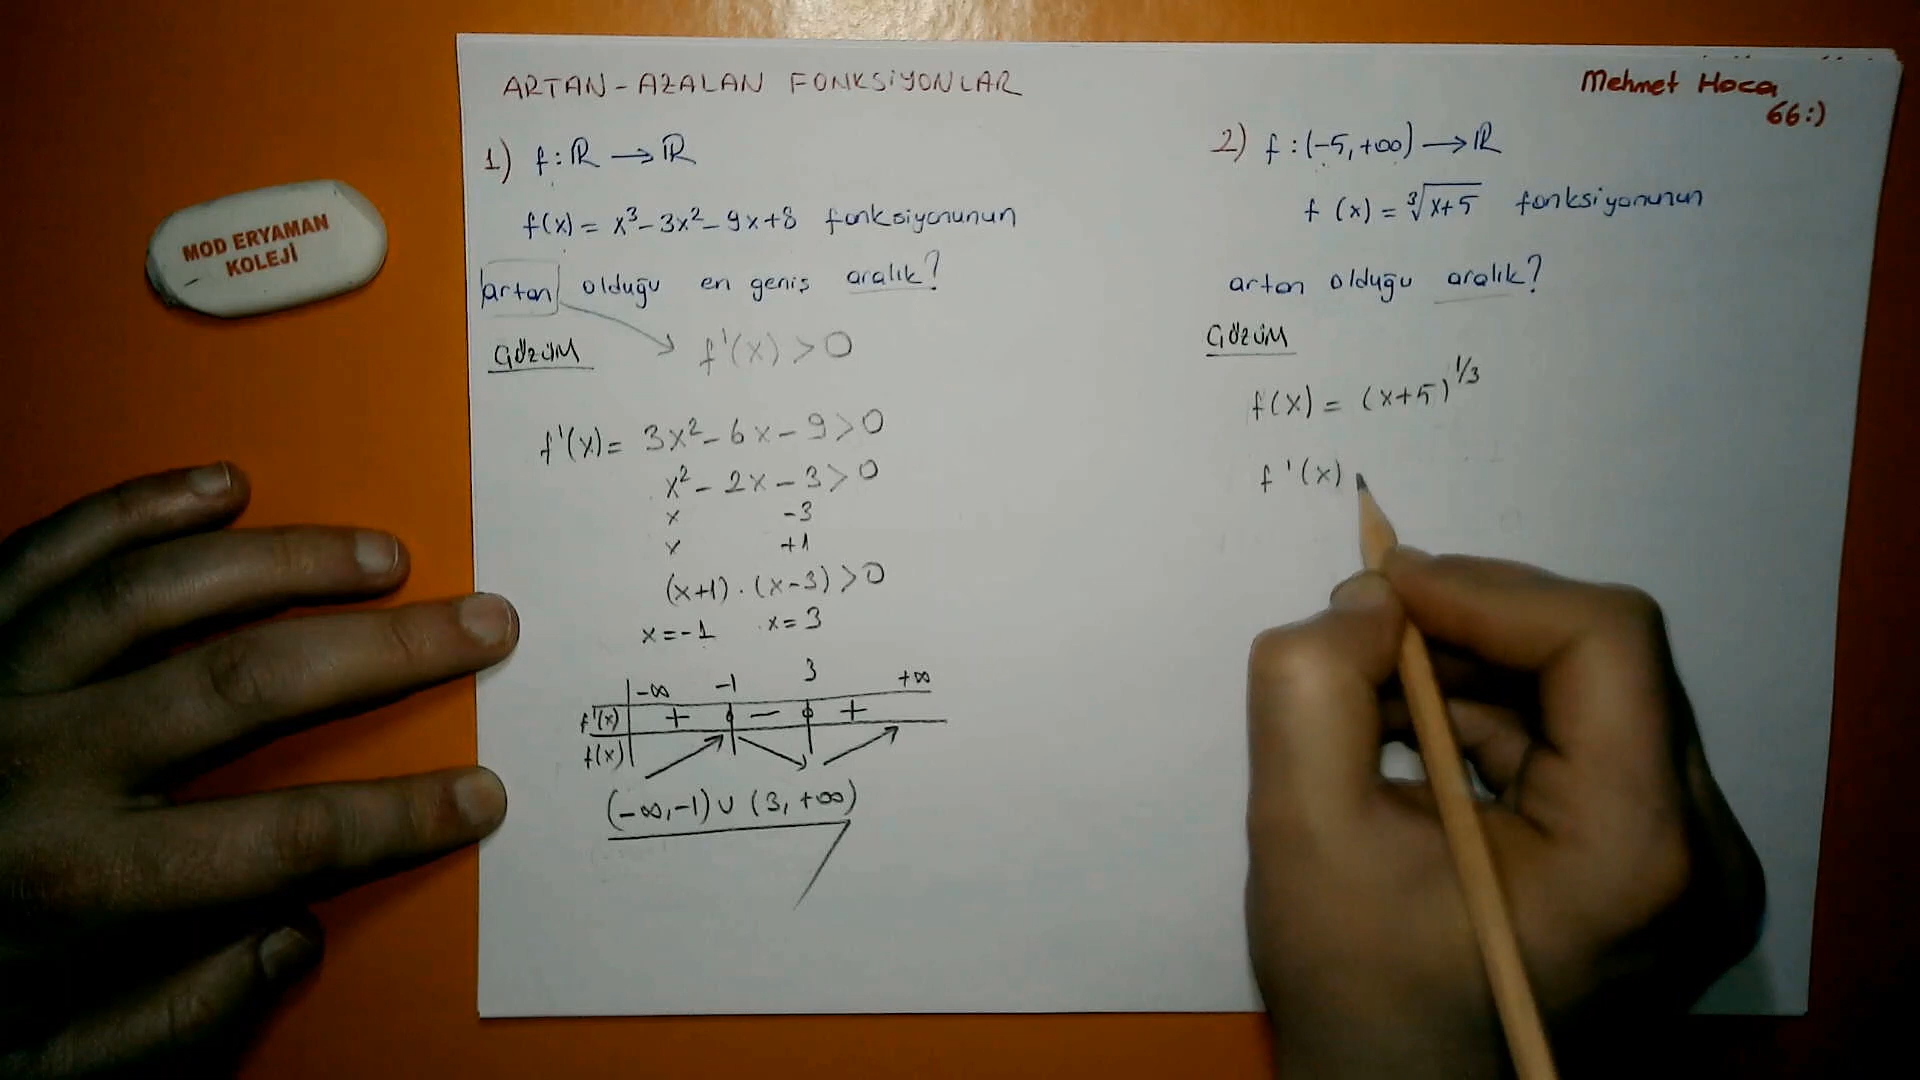 MOD ERYAMAN
KOLEJİ
ARTAN-AZALAN FONKSİYONLAR
Mehmet Hoca
66:)
1) f: ℝ → ℝ
f(x) = x³ - 3x² - 9x + 8 fonksiyonunun
artan olduğu en geniş aralık?
ÇÖZÜM
f'(x) > 0
f'(x) = 3x² - 6x - 9 > 0
x² - 2x - 3 > 0
x -3
x +1
(x+1) . (x-3) > 0
x = -1 x = 3
-∞ -1 3 +∞
f'(x) + - +
f(x)
(-∞, -1) ∪ (3, +∞)
2) f: (-5, +∞) → ℝ
f(x) = ³√x+5 fonksiyonunun
artan olduğu aralık?
ÇÖZÜM
f(x) = (x+5)^1/3
f'(x)